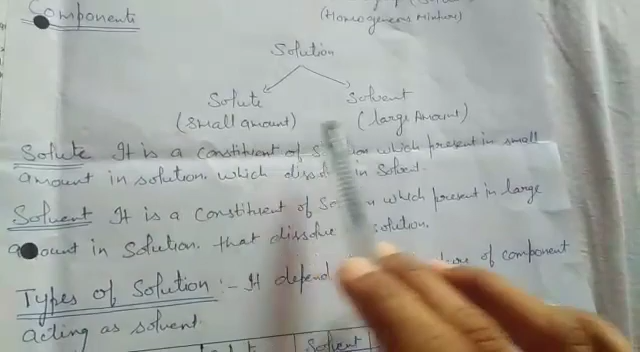 Components
(Homogeneous Mixture)
Solution
Solute Solvent
(Small amount) (large Amount)
Solute It is a constituent of which present in small
amount in solution. which in Solvent.
Solvent It is a constituent of which present in large
in Solution. that dissolve solution.
Types of Solution :- It of component
acting as solvent.
Solvent